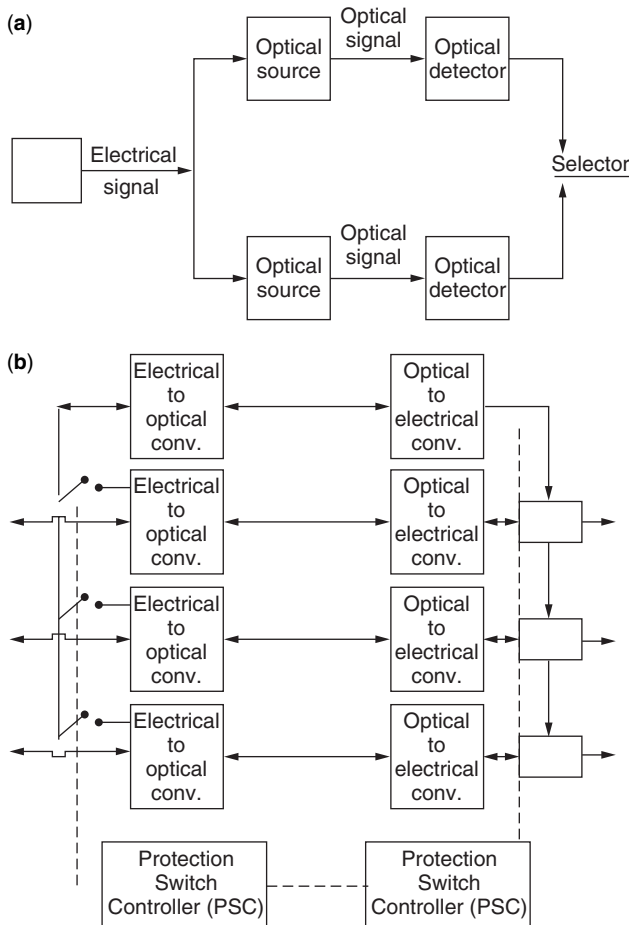 (a)
Optical
source
Optical
signal
Optical
detector
Electrical
signal
Selector
Optical
source
Optical
signal
Optical
detector
(b)
Electrical
to
optical
conv.
Optical
to
electrical
conv.
Electrical
to
optical
conv.
Optical
to
electrical
conv.
Electrical
to
optical
conv.
Optical
to
electrical
conv.
Electrical
to
optical
conv.
Optical
to
electrical
conv.
Protection
Switch
Controller (PSC)
Protection
Switch
Controller (PSC)